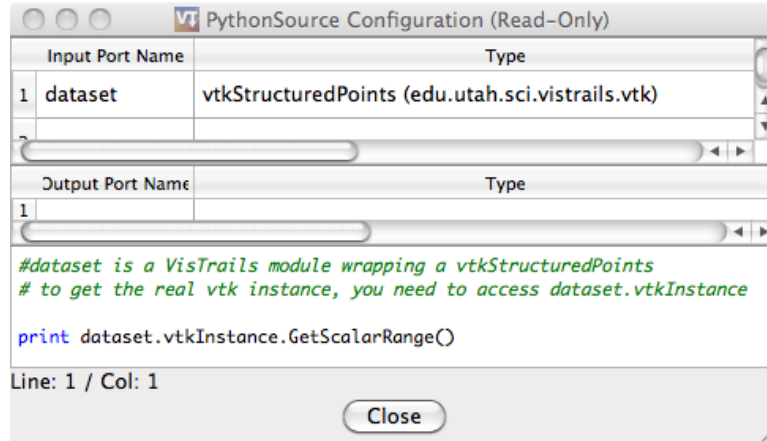 VT PythonSource Configuration (Read-Only)
Input Port Name Type
1 dataset vtkStructuredPoints (edu.utah.sci.vistrails.vtk)
Output Port Name Type
1
#dataset is a VisTrails module wrapping a vtkStructuredPoints
# to get the real vtk instance, you need to access dataset.vtkInstance
print dataset.vtkInstance.GetScalarRange()
Line: 1 / Col: 1
Close